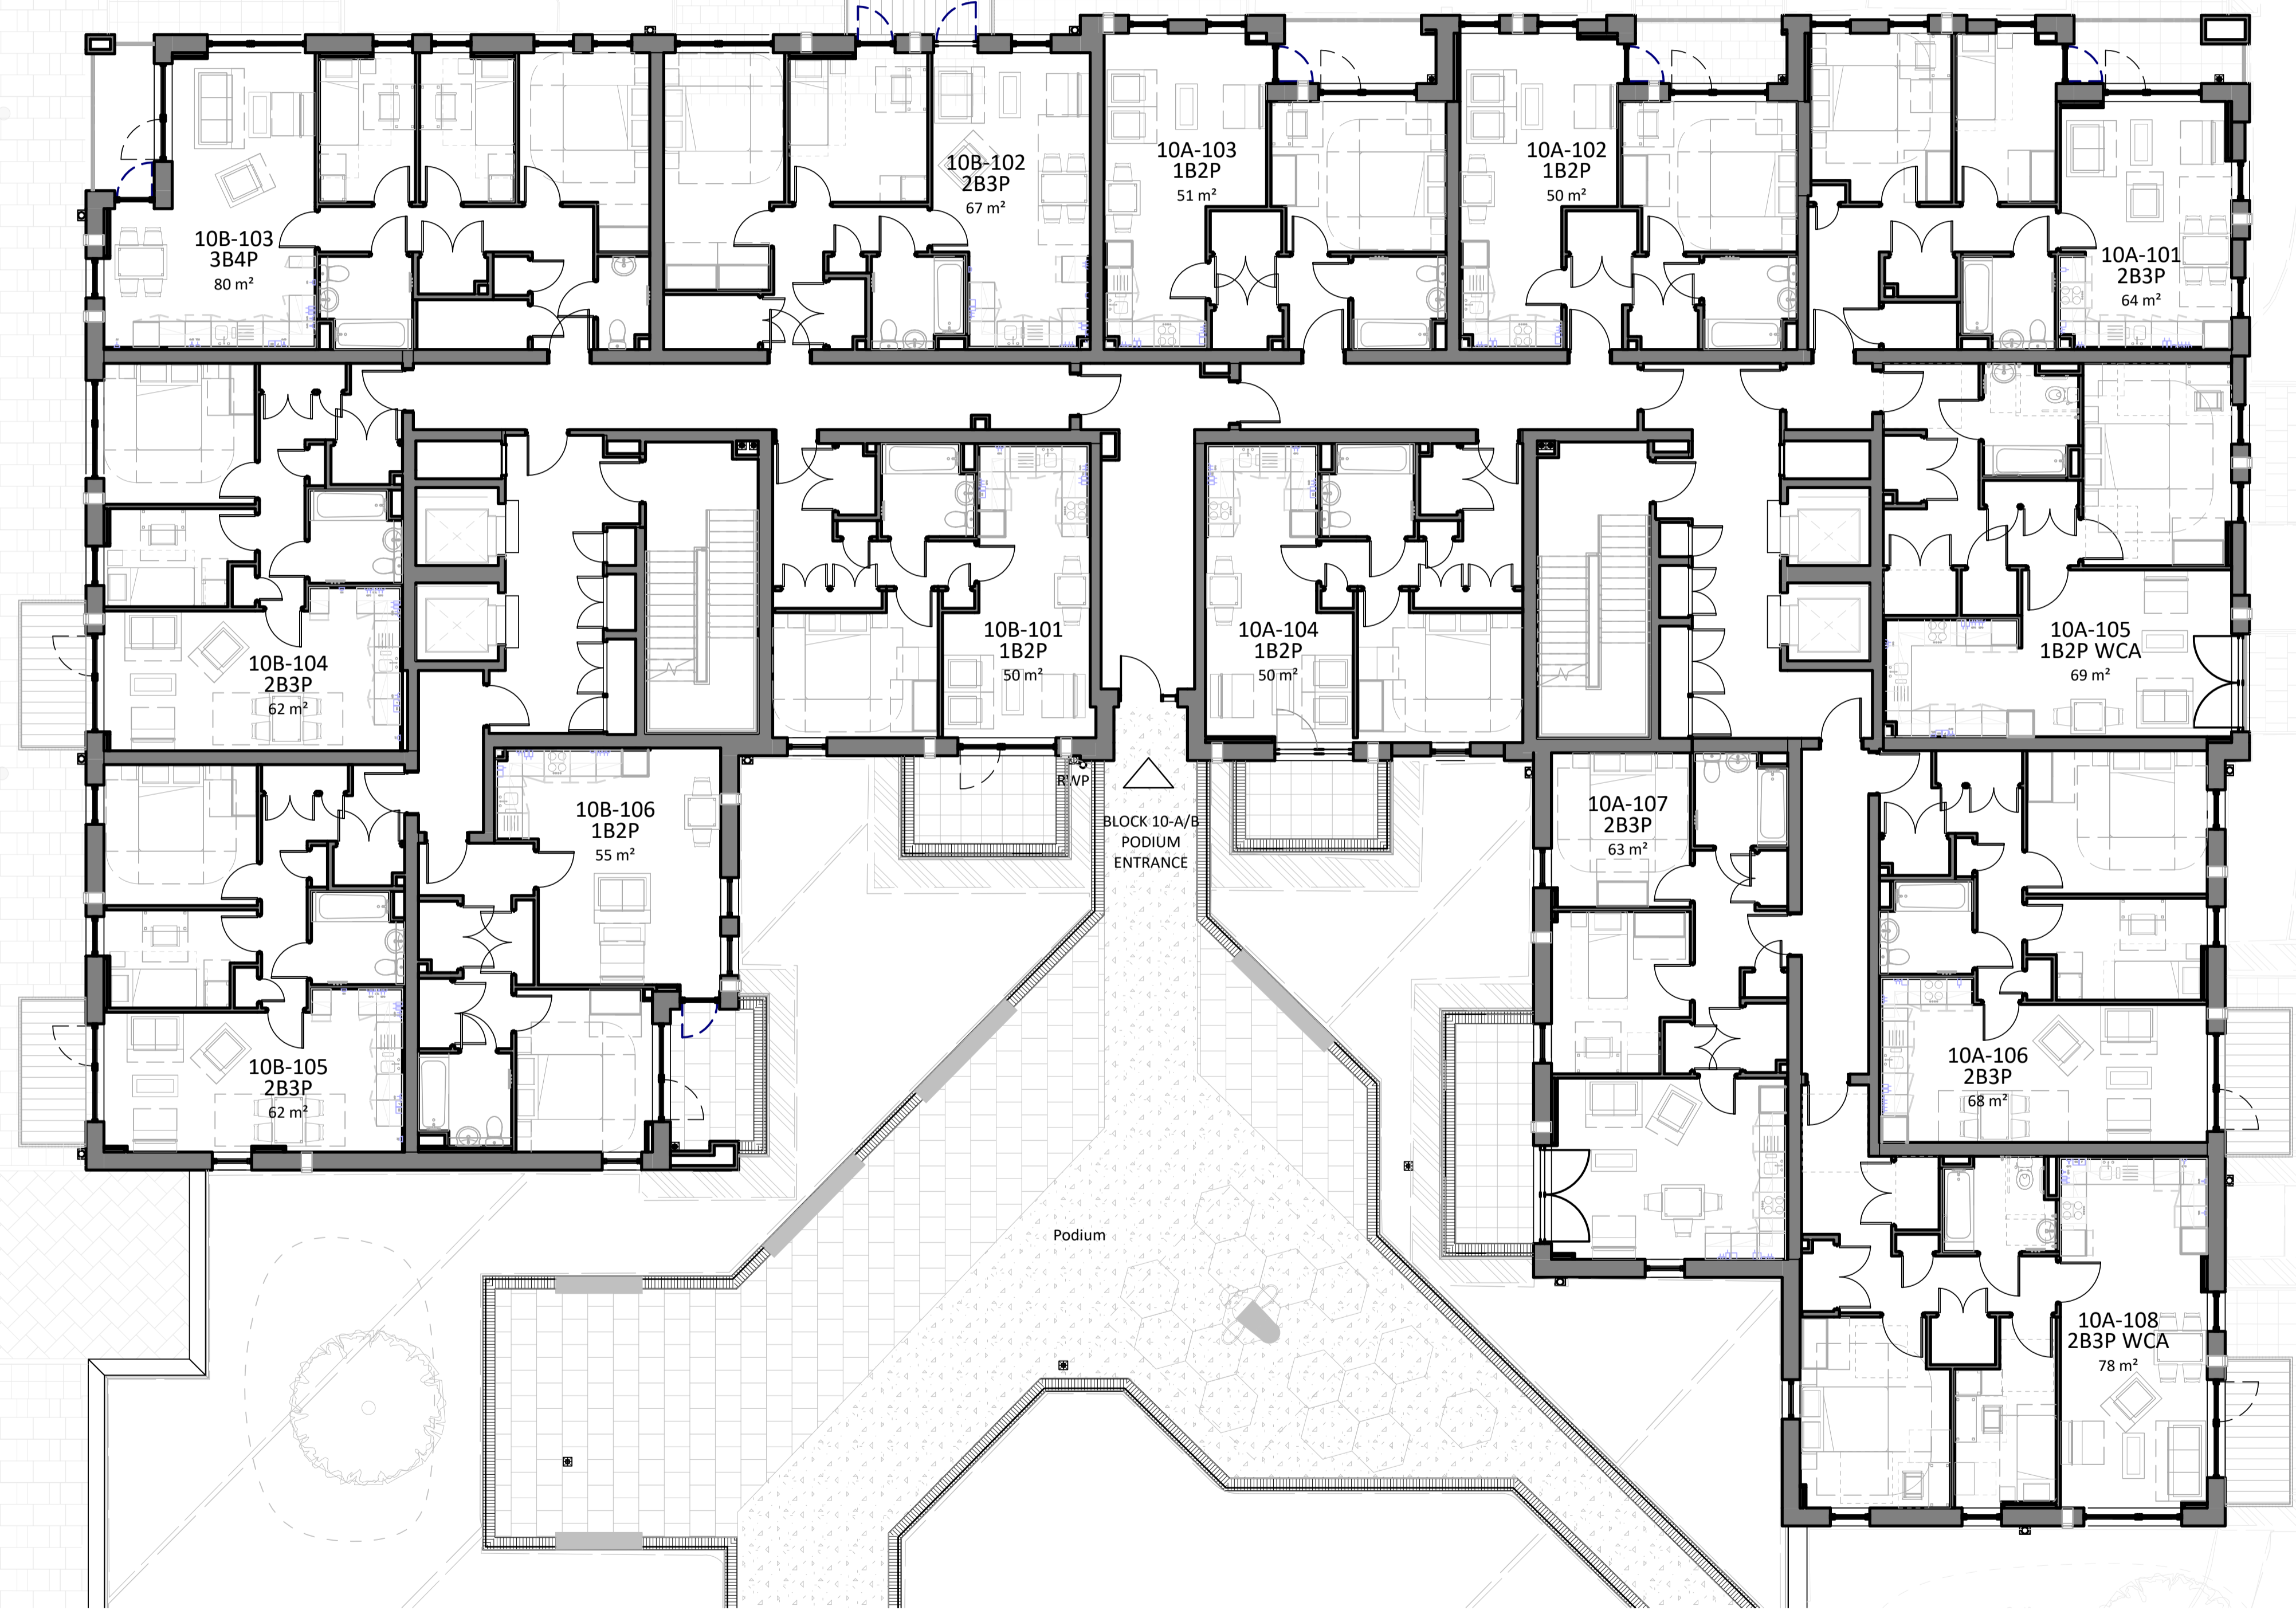 10A-103
1B2P
51 m²
10A-102
1B2P
50 m²
10B-102
2B3P
67 m²
10B-103
3B4P
80 m²
10A-101
2B3P
64 m²
10B-104
2B3P
62 m²
10B-101
1B2P
50 m²
10A-104
1B2P
50 m²
10A-105
1B2P WCA
69 m²
RWP
10B-106
1B2P
55 m²
BLOCK 10-A/B
PODIUM
ENTRANCE
10A-107
2B3P
63 m²
10B-105
2B3P
62 m²
10A-106
2B3P
68 m²
Podium
10A-108
2B3P WCA
78 m²